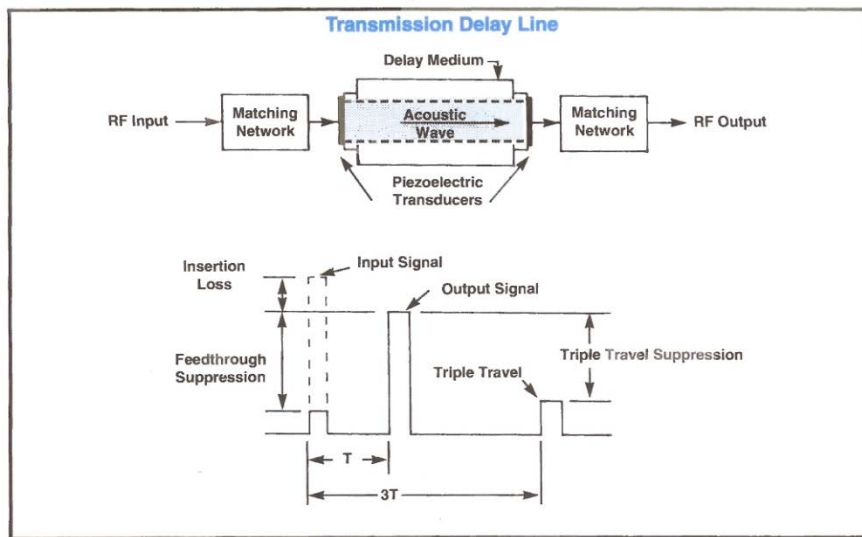 Transmission Delay Line
Delay Medium
RF Input
Matching
Network
Acoustic
Wave
Matching
Network
RF Output
Piezoelectric
Transducers
Insertion
Loss
Input Signal
Output Signal
Feedthrough
Suppression
Triple Travel
Triple Travel Suppression
T
3T